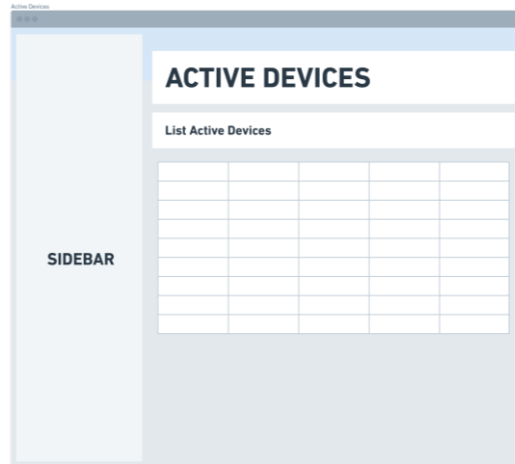 Active Devices
ACTIVE DEVICES
List Active Devices
SIDEBAR